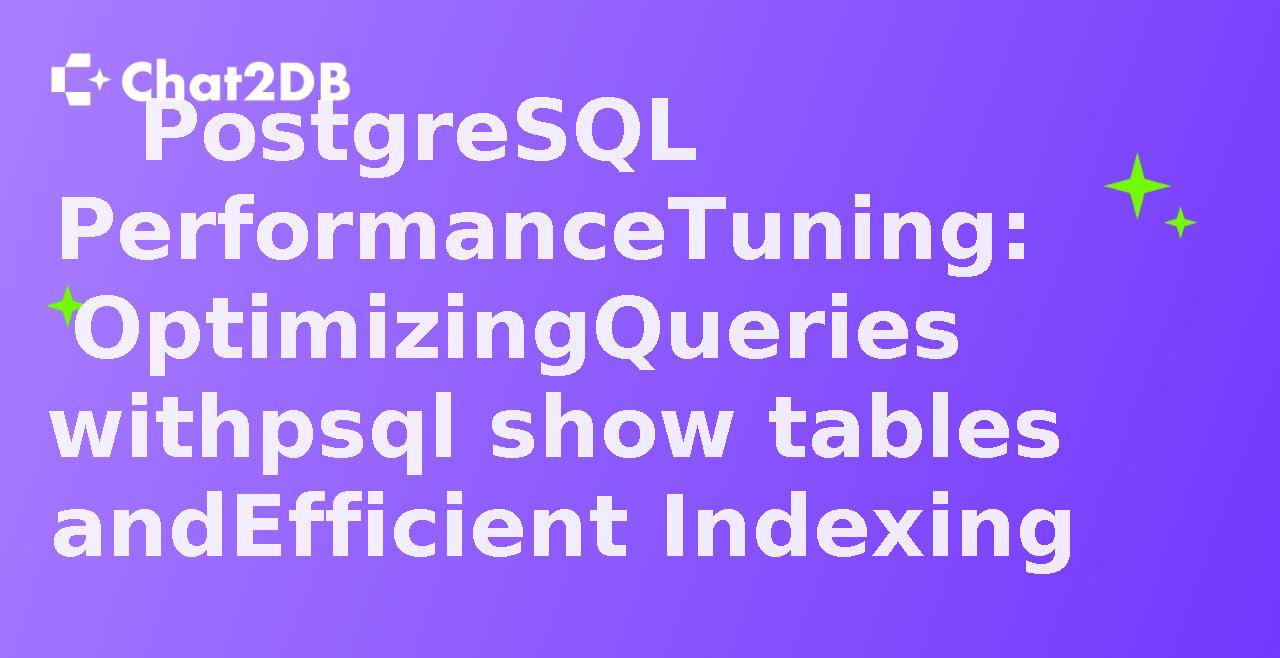 Chat2DB
PostgreSQL
PerformanceTuning:
OptimizingQueries
withpsql show tables
andEfficient Indexing